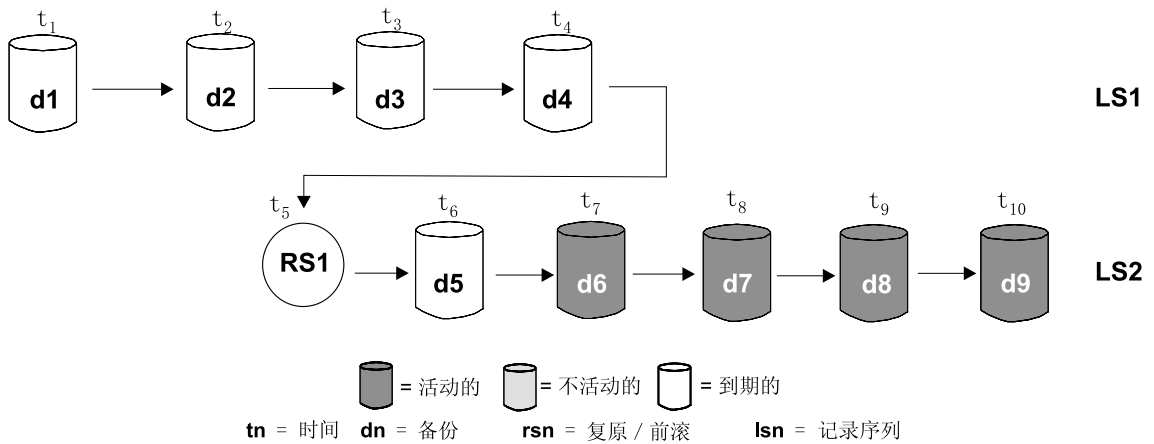 t1 t2 t3 t4
d1 d2 d3 d4 LS1
t5 t6 t7 t8 t9 t10
RS1 d5 d6 d7 d8 d9 LS2
= 活动的 = 不活动的 = 到期的
tn = 时间 dn = 备份 rsn = 复原 / 前滚 lsn = 记录序列